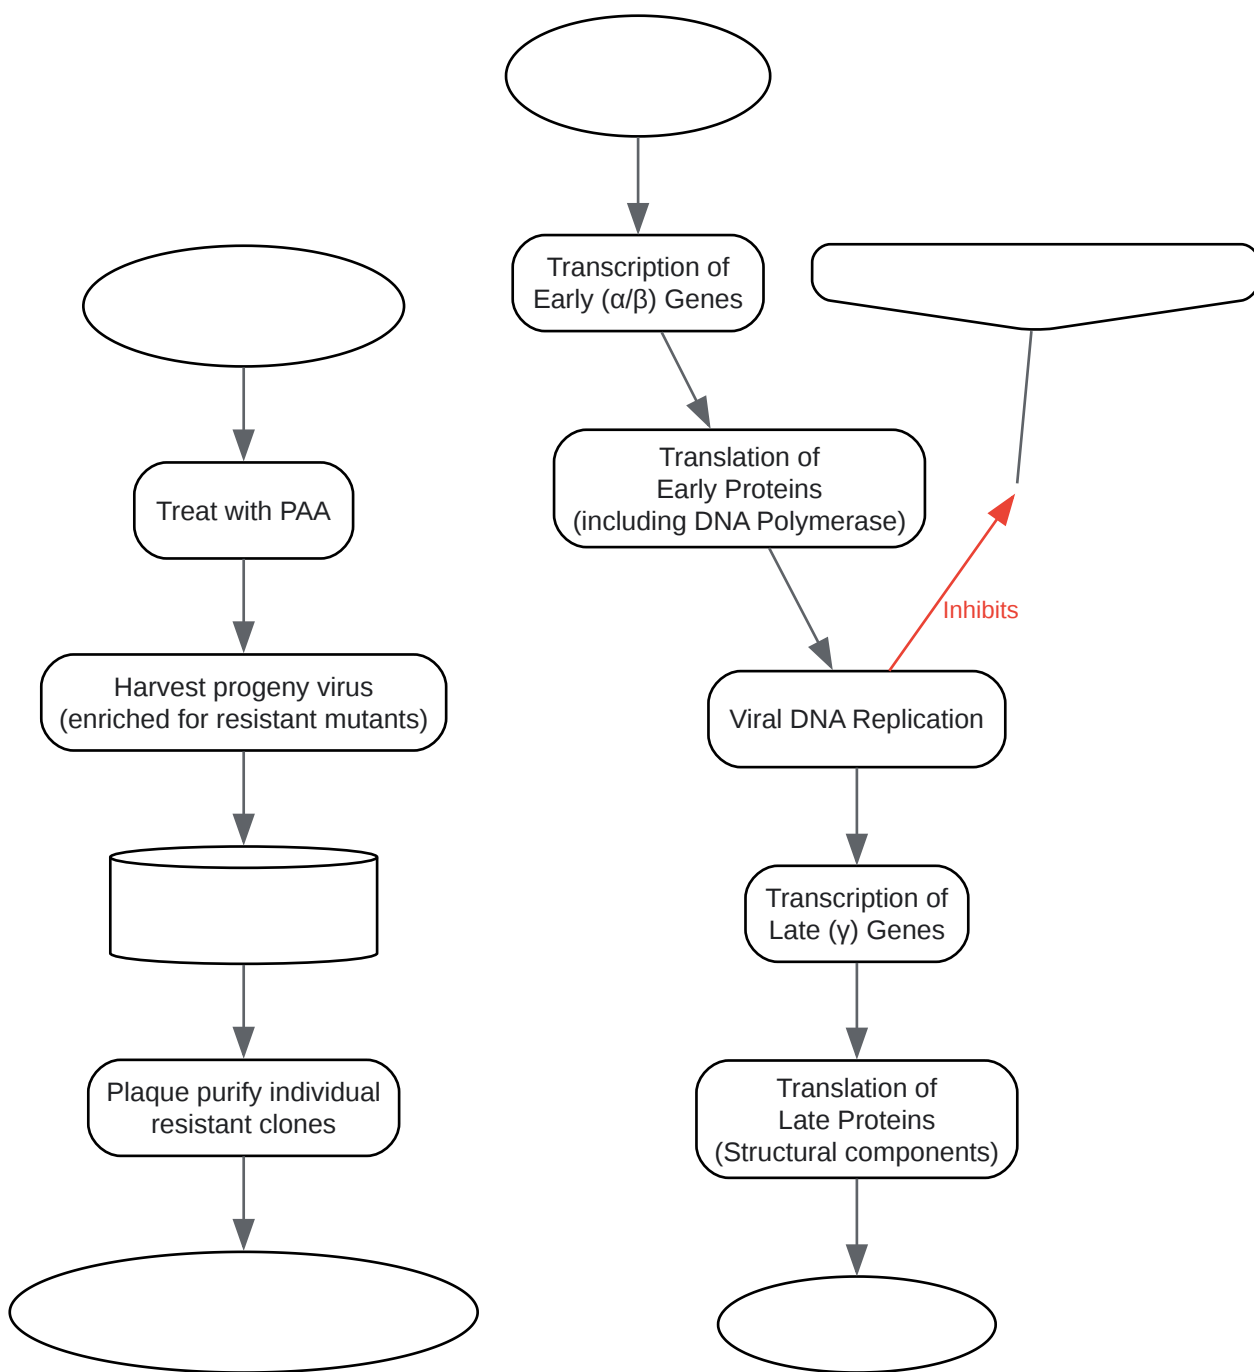 Transcription of
Early (α/β) Genes
Translation of
Early Proteins
(including DNA Polymerase)
Treat with PAA
Inhibits
Harvest progeny virus
(enriched for resistant mutants)
Viral DNA Replication
Transcription of
Late (γ) Genes
Plaque purify individual
resistant clones
Translation of
Late Proteins
(Structural components)